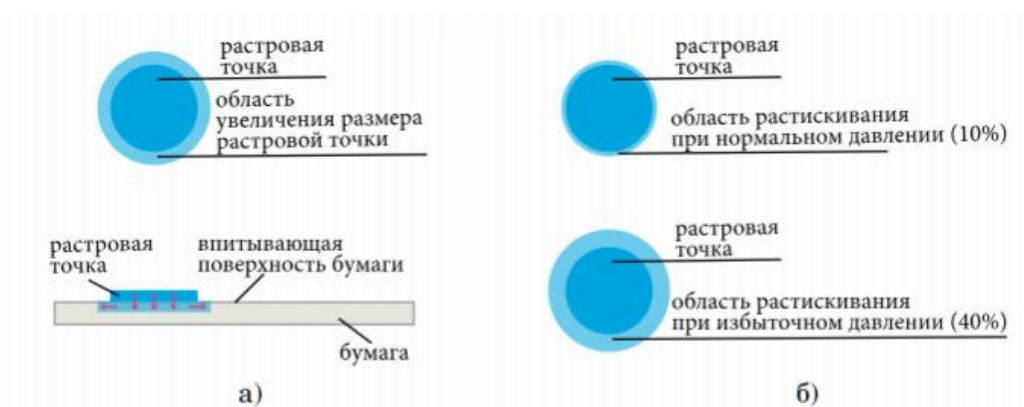 растровая
точка
область
увеличения размера
растровой точки
растровая
точка
впитывающая
поверхность бумаги
бумага
а)
растровая
точка
область растискивания
при нормальном давлении (10%)
растровая
точка
область растискивания
при избыточном давлении (40%)
б)